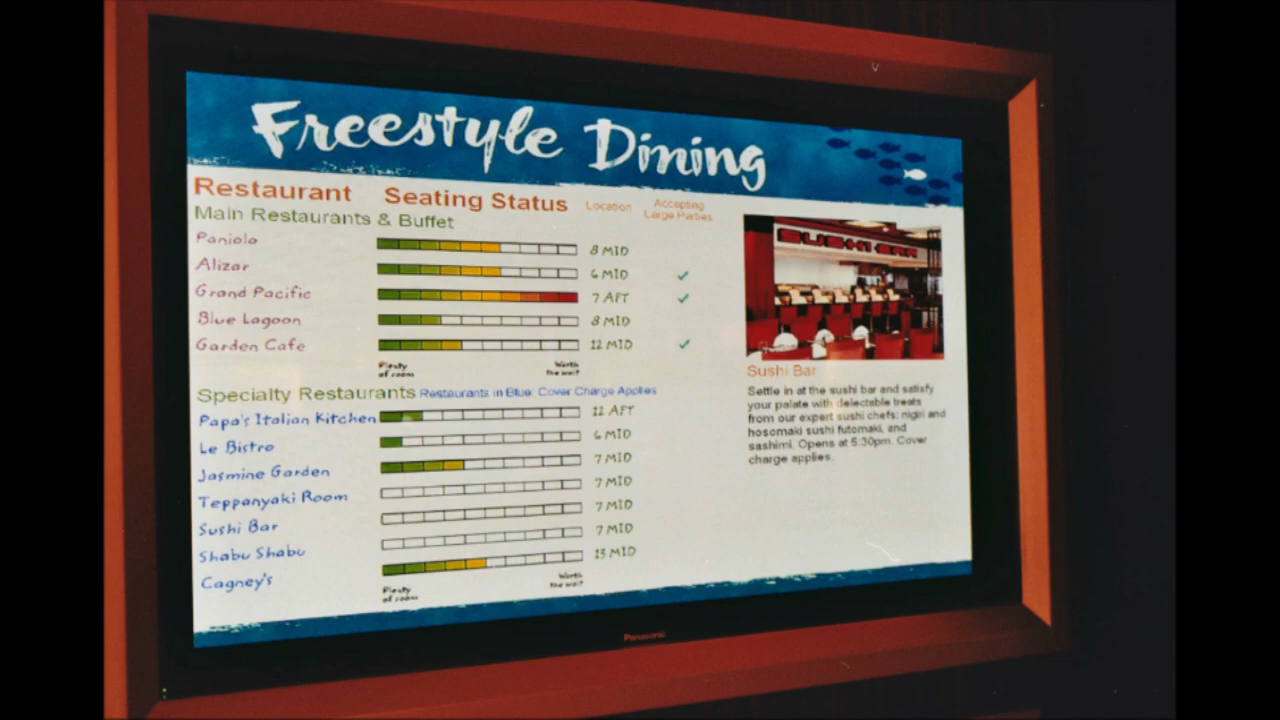 Freestyle Dining
Restaurant Seating Status Location Accepting Large Parties
Main Restaurants & Buffet
Paniolo 8 MID
Alizar 6 MID ✓
Grand Pacific 7 AFT ✓
Blue Lagoon 8 MID
Garden Cafe 12 MID ✓
Plenty of room Worth the wait
Specialty Restaurants Restaurants in Blue: Cover Charge Applies
Papa's Italian Kitchen 12 AFT
Le Bistro 6 MID
Jasmine Garden 7 MID
Teppanyaki Room 7 MID
Sushi Bar 7 MID
Shabu Shabu 7 MID
Cagney's 13 MID
Plenty of room Worth the wait
SUSHI BAR
Sushi Bar
Settle in at the sushi bar and satisfy
your palate with delectable treats
from our expert sushi chefs: nigiri and
hosomaki sushi futomaki, and
sashimi. Opens at 5:30pm. Cover
charge applies.
Panasonic